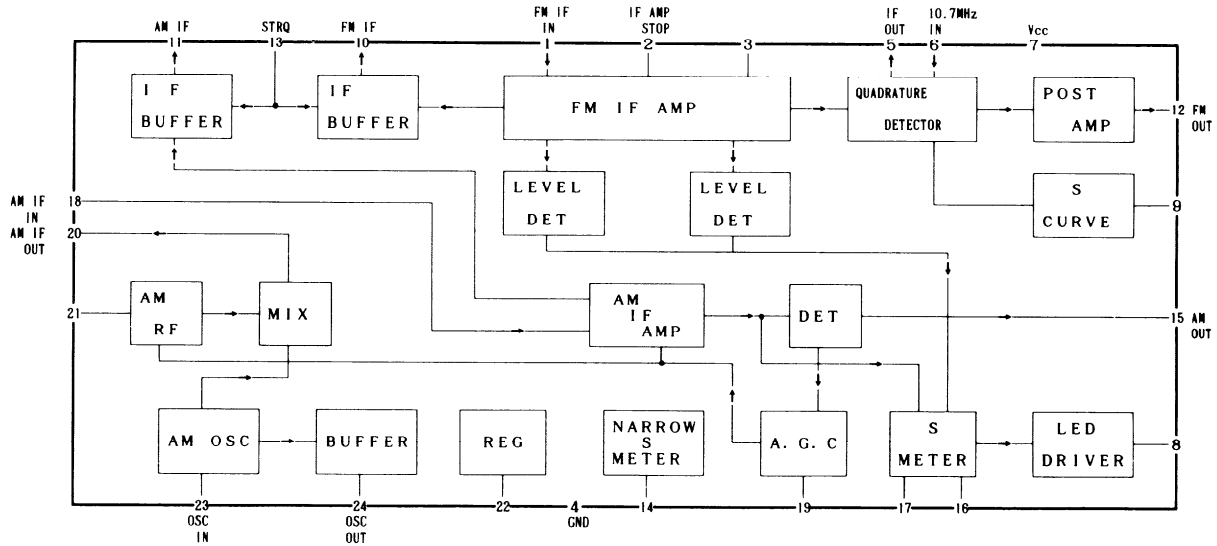 AM IF
11
STRQ
13
FM IF
10
FM IF
IN
1
IF AMP
STOP
2
3
IF
OUT
5
10.7MHz
IN
6
Vcc
7
IF
BUFFER
IF
BUFFER
FM IF AMP
QUADRATURE
DETECTOR
POST
AMP
12 FM
OUT
LEVEL
DET
LEVEL
DET
S
CURVE
9
AM IF 18
IN
AM IF 20
OUT
21
AM
RF
MIX
AM
IF
AMP
DET
15 AM
OUT
AM OSC
BUFFER
REG
NARROW
S
METER
A.G.C
S
METER
LED
DRIVER
8
23
OSC
IN
24
OSC
OUT
22
4
GND
14
19
17
16